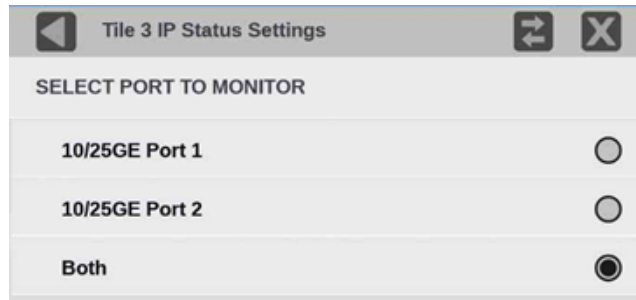 Tile 3 IP Status Settings
SELECT PORT TO MONITOR
10/25GE Port 1
10/25GE Port 2
Both